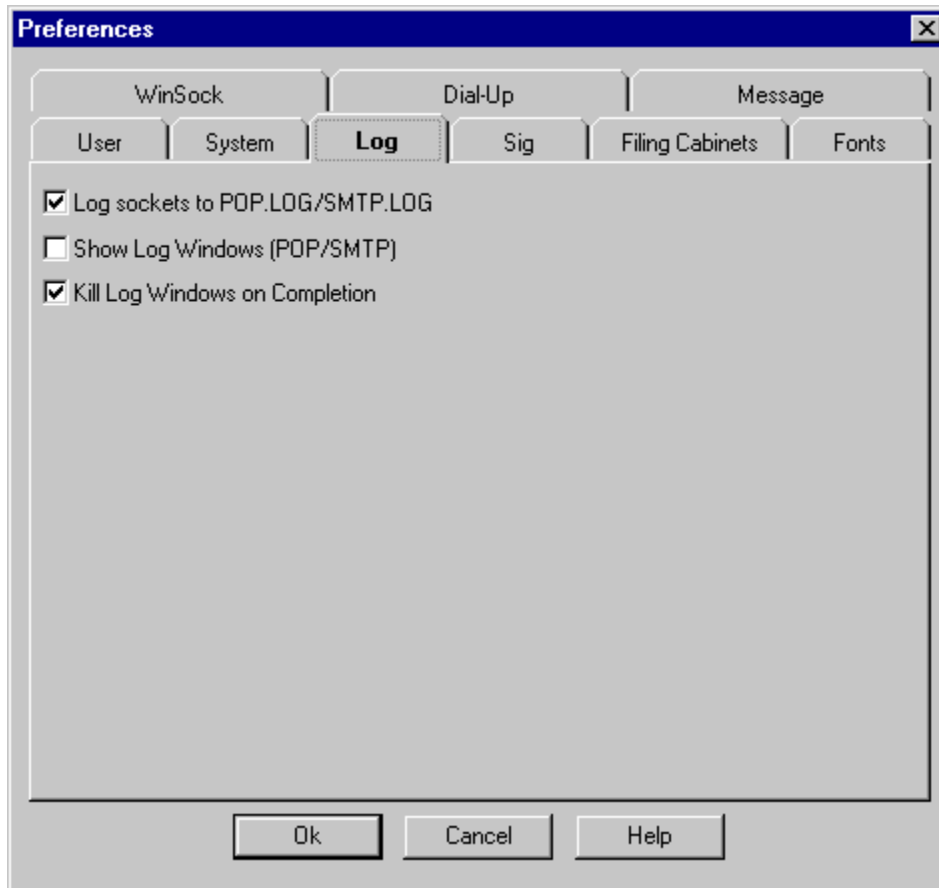 Preferences
WinSock Dial-Up Message
User System Log Sig Filing Cabinets Fonts
Log sockets to POP.LOG/SMTP.LOG
Show Log Windows (POP/SMTP)
Kill Log Windows on Completion
Ok Cancel Help